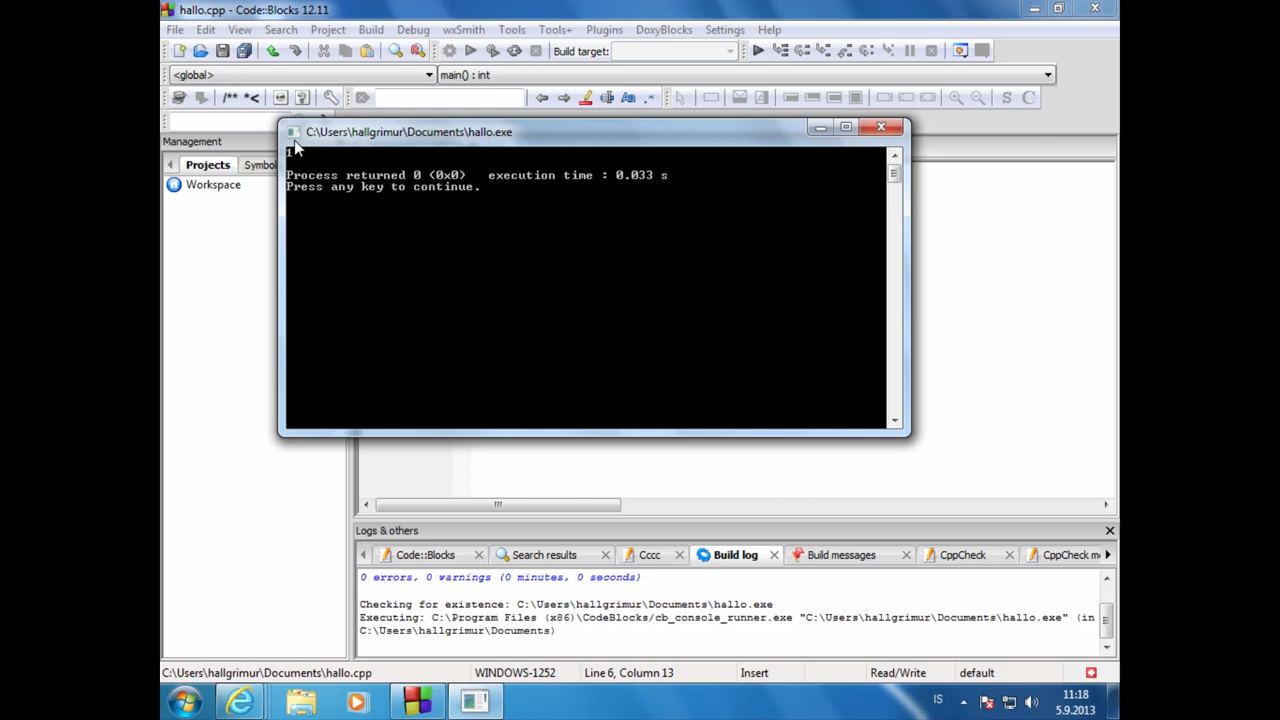 hallo.cpp - Code::Blocks 12.11
File Edit View Search Project Build Debug wxSmith Tools Tools+ Plugins DoxyBlocks Settings Help
Build target:
<global> main() : int
/** *< Aa .* S C
C:\Users\hallgrimur\Documents\hallo.exe
Management
1
Projects Symbol
Process returned 0 (0x0) execution time : 0.033 s
Workspace
Press any key to continue.
Logs & others
Code::Blocks Search results Cccc Build log Build messages CppCheck CppCheck me
0 errors, 0 warnings (0 minutes, 0 seconds)
Checking for existence: C:\Users\hallgrimur\Documents\hallo.exe
Executing: C:\Program Files (x86)\CodeBlocks/cb_console_runner.exe "C:\Users\hallgrimur\Documents\hallo.exe" (in
C:\Users\hallgrimur\Documents)
C:\Users\hallgrimur\Documents\hallo.cpp WINDOWS-1252 Line 6, Column 13 Insert Read/Write default
IS 11:18
5.9.2013